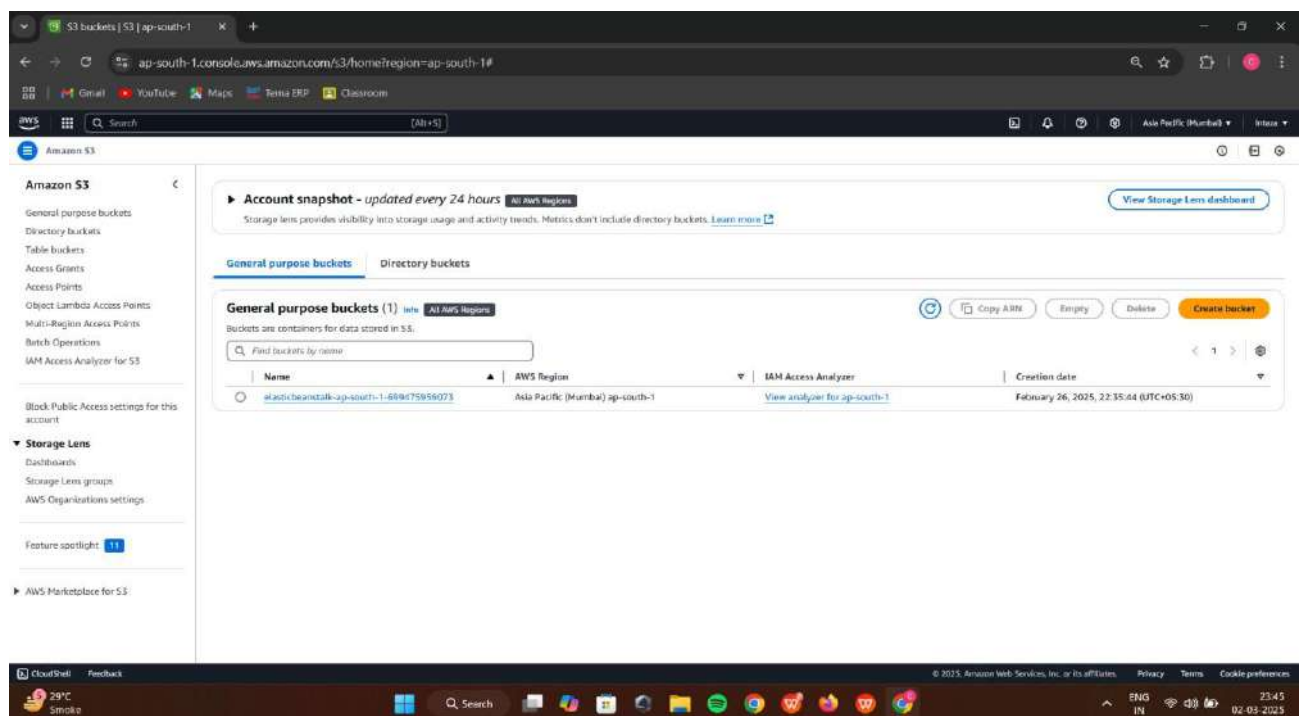 S3 buckets | S3 | ap-south-1
ap-south-1.console.aws.amazon.com/s3/home?region=ap-south-1#
Gmail YouTube Maps Tema ERP Classroom
aws Search [Alt+S] Asia Pacific (Mumbai)
Amazon S3
Amazon S3
General purpose buckets
Directory buckets
Table buckets
Access Grants
Access Points
Object Lambda Access Points
Multi-Region Access Points
Batch Operations
IAM Access Analyzer for S3
Block Public Access settings for this
account
Storage Lens
Dashboards
Storage Lens groups
AWS Organizations settings
Feature spotlight 11
AWS Marketplace for S3
Account snapshot - updated every 24 hours All AWS Regions
View Storage Lens dashboard
Storage lens provides visibility into storage usage and activity trends. Metrics don't include directory buckets. Learn more
General purpose buckets Directory buckets
General purpose buckets (1) Info All AWS Regions
Copy ARN Empty Delete Create bucket
Buckets are containers for data stored in S3.
Find buckets by name
1
Name AWS Region IAM Access Analyzer Creation date
elasticbeanstalk-ap-south-1-689475956073 Asia Pacific (Mumbai) ap-south-1 View analyzer for ap-south-1 February 26, 2025, 22:35:44 (UTC+05:30)
CloudShell Feedback © 2025, Amazon Web Services, Inc. or its affiliates. Privacy Terms Cookie preferences
29°C
Smoke
Search
ENG
IN
23:45
02-03-2025